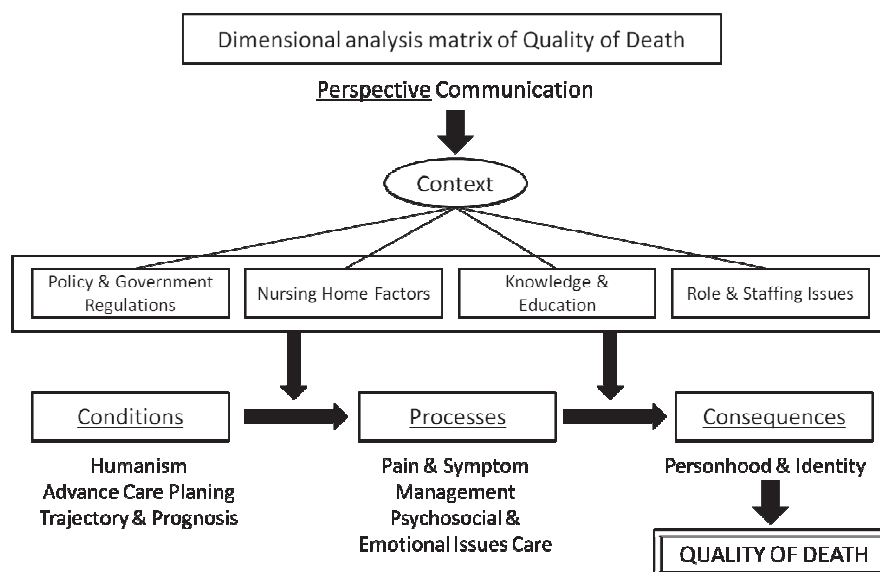 Dimensional analysis matrix of Quality of Death
Perspective Communication
Context
Policy & Government
Regulations
Nursing Home Factors
Knowledge &
Education
Role & Staffing Issues
Conditions
Processes
Consequences
Humanism
Advance Care Planing
Trajectory & Prognosis
Pain & Symptom
Management
Psychosocial &
Emotional Issues Care
Personhood & Identity
QUALITY OF DEATH